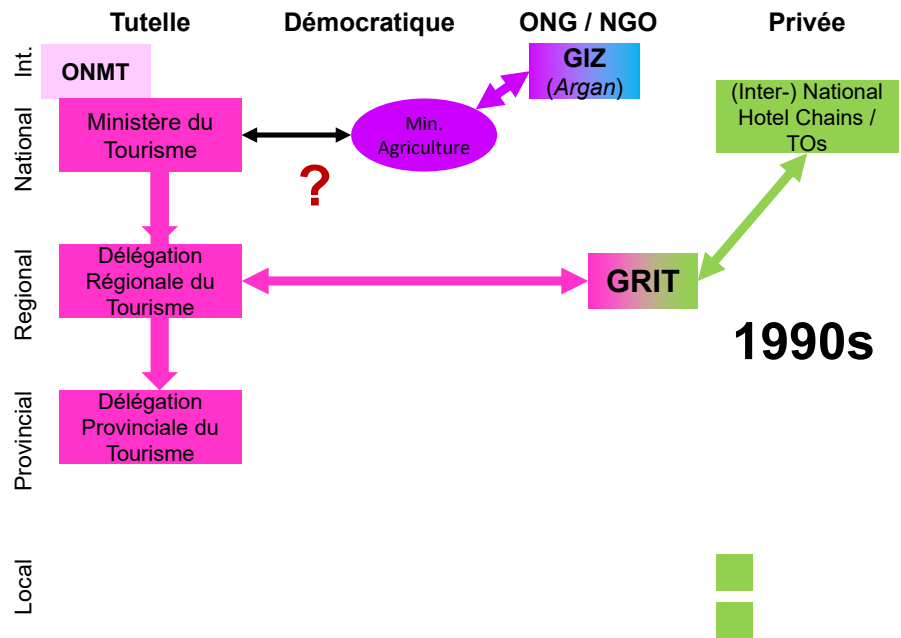 Tutelle
Démocratique
ONG / NGO
Privée
Int.
National
Regional
Provincial
Local
ONMT
Ministère du
Tourisme
Min.
Agriculture
GIZ
(Argan)
(Inter-) National
Hotel Chains /
TOs
?
Délégation
Régionale du
Tourisme
GRIT
1990s
Délégation
Provinciale du
Tourisme